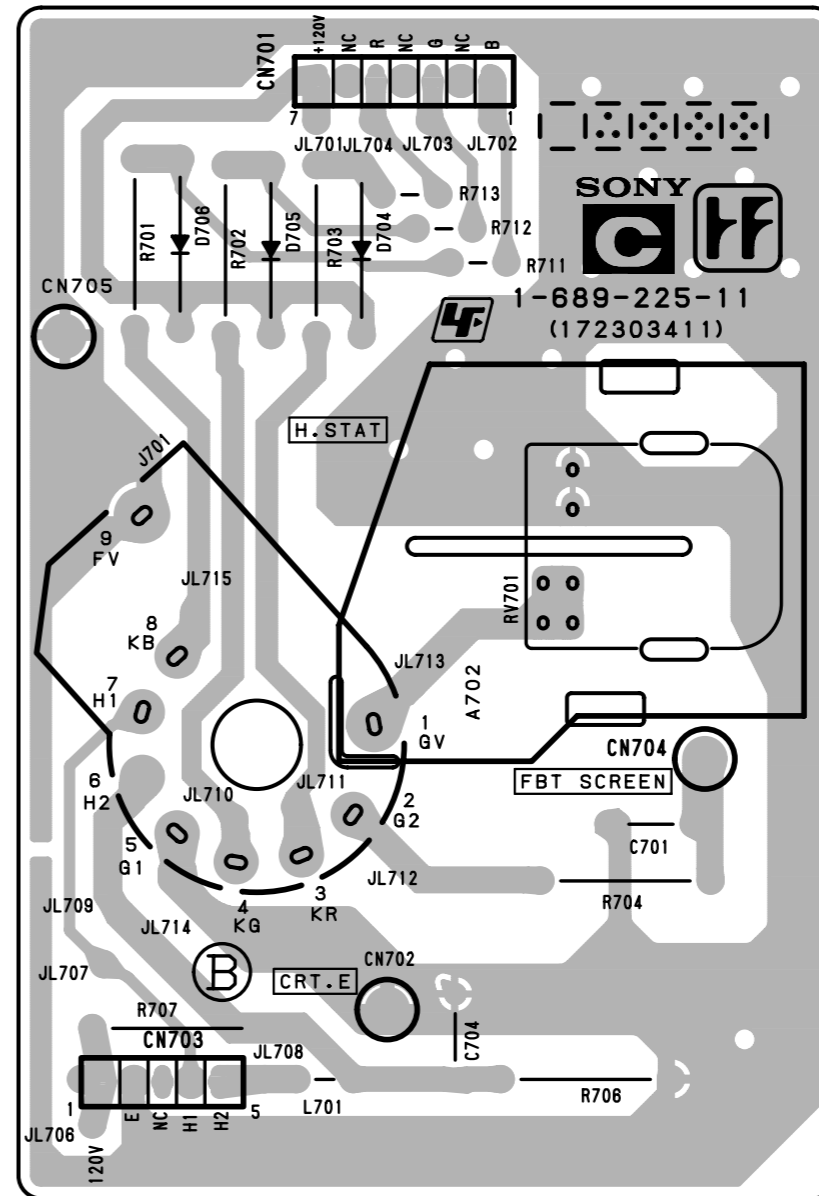 CN701
+120V
NC
R
NC
G
NC
B
7
1
JL701
JL704
JL703
JL702
R713
R712
R711
R701
D706
R702
D705
R703
D704
SONY
C
1-689-225-11
(172303411)
CN705
H.STAT
J701
9
FV
JL715
8
KB
7
H1
6
H2
5
G1
4
KG
3
KR
2
G2
1
GV
JL713
A702
RV701
CN704
FBT SCREEN
JL711
JL710
JL712
C701
R704
JL709
JL714
JL707
B
CRT.E
CN702
R707
CN703
JL708
C704
L701
R706
1
E
NC
H1
H2
5
JL706
120V